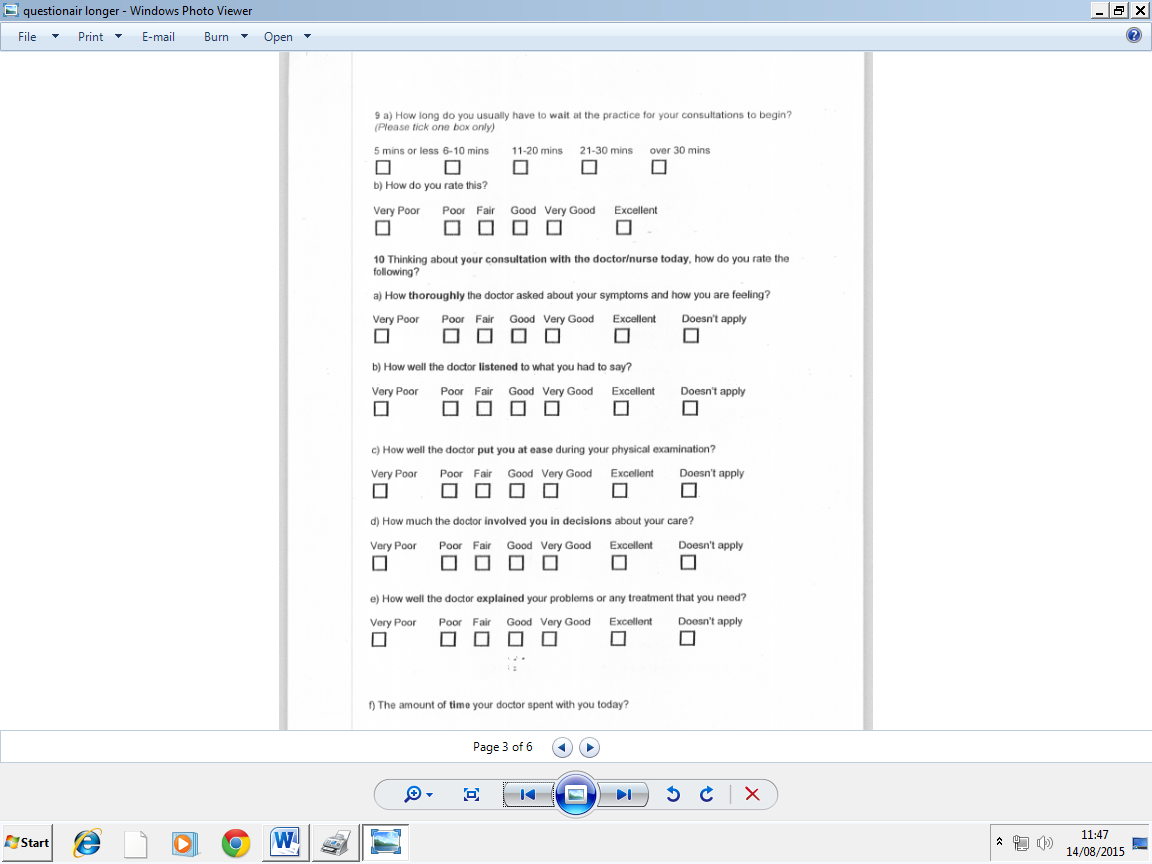 questionair longer - Windows Photo Viewer
File Print E-mail Burn Open
9 a) How long do you usually have to wait at the practice for your consultations to begin?
(Please tick one box only)
5 mins or less 6-10 mins 11-20 mins 21-30 mins over 30 mins
b) How do you rate this?
Very Poor Poor Fair Good Very Good Excellent
10 Thinking about your consultation with the doctor/nurse today, how do you rate the
following?
a) How thoroughly the doctor asked about your symptoms and how you are feeling?
Very Poor Poor Fair Good Very Good Excellent Doesn't apply
b) How well the doctor listened to what you had to say?
Very Poor Poor Fair Good Very Good Excellent Doesn't apply
c) How well the doctor put you at ease during your physical examination?
Very Poor Poor Fair Good Very Good Excellent Doesn't apply
d) How much the doctor involved you in decisions about your care?
Very Poor Poor Fair Good Very Good Excellent Doesn't apply
e) How well the doctor explained your problems or any treatment that you need?
Very Poor Poor Fair Good Very Good Excellent Doesn't apply
f) The amount of time your doctor spent with you today?
Page 3 of 6
Start
11:47
14/08/2015